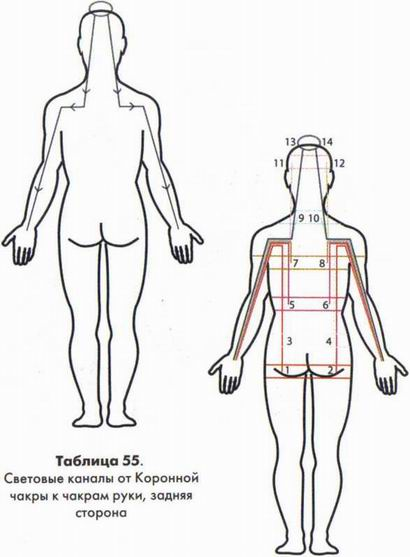 13 14
11 12
9 10
7 8
5 6
3 4
1 2
Таблица 55.
Световые каналы от Коронной
чакры к чакрам руки, задняя
сторона